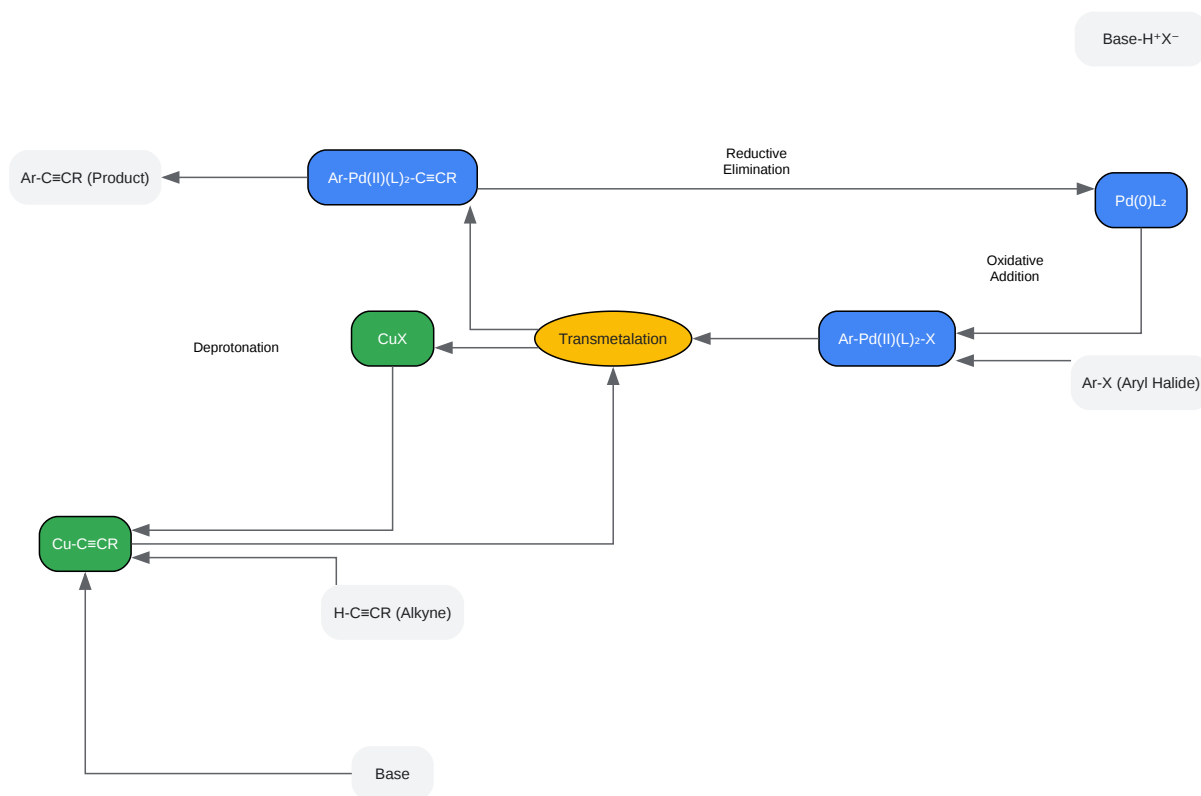 Base-H⁺X⁻
Reductive
Elimination
Ar-C≡CR (Product)
Ar-Pd(II)(L)₂-C≡CR
Pd(0)L₂
Oxidative
Addition
Deprotonation
CuX
Transmetalation
Ar-Pd(II)(L)₂-X
Ar-X (Aryl Halide)
Cu-C≡CR
H-C≡CR (Alkyne)
Base